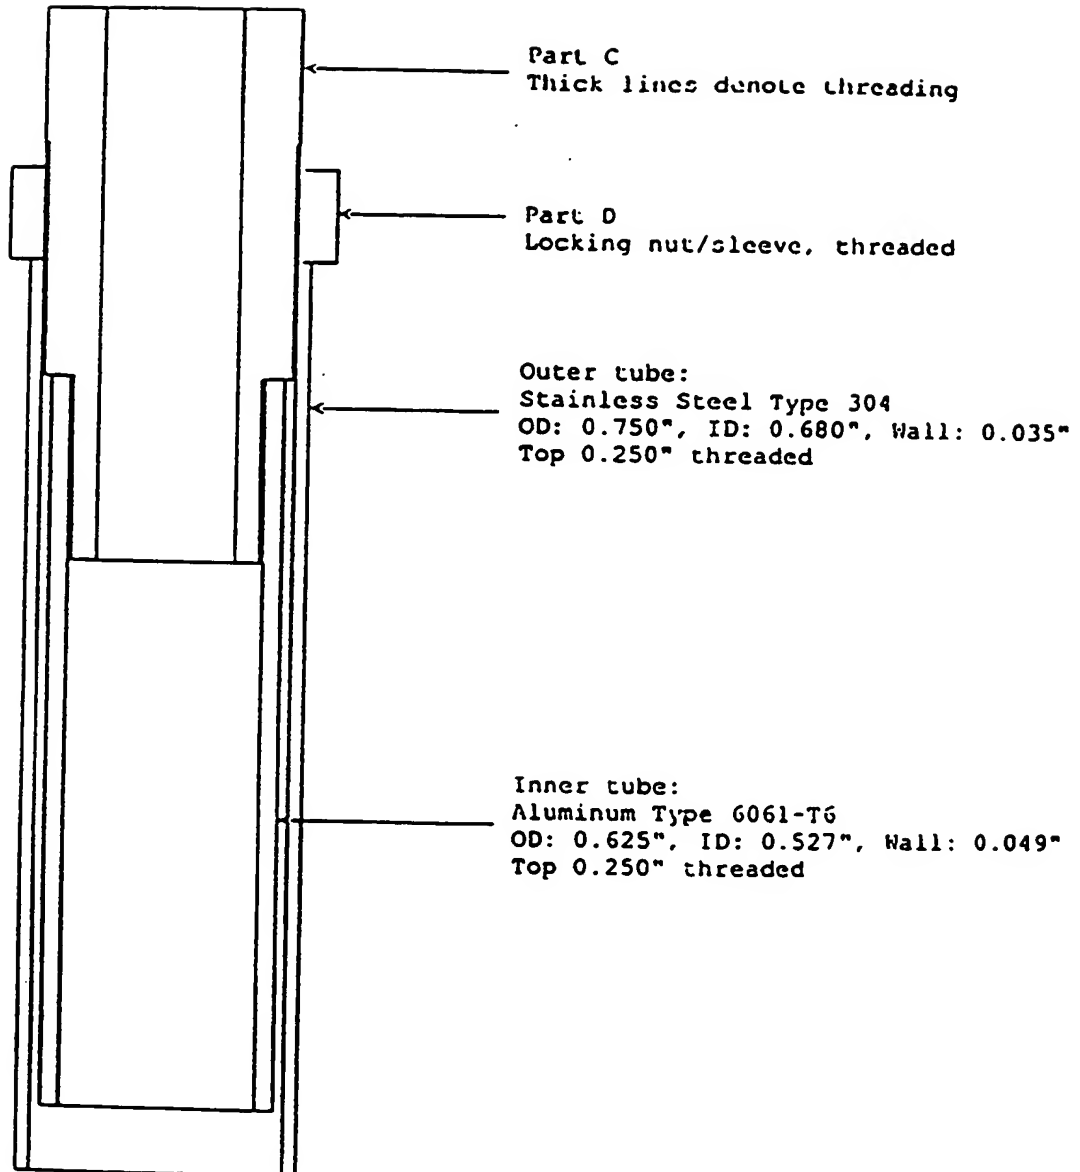 Part C
Thick lines denote threading
Part D
Locking nut/sleeve, threaded
Outer tube:
Stainless Steel Type 304
OD: 0.750", ID: 0.680", Wall: 0.035"
Top 0.250" threaded
Inner tube:
Aluminum Type 6061-T6
OD: 0.625", ID: 0.527", Wall: 0.049"
Top 0.250" threaded